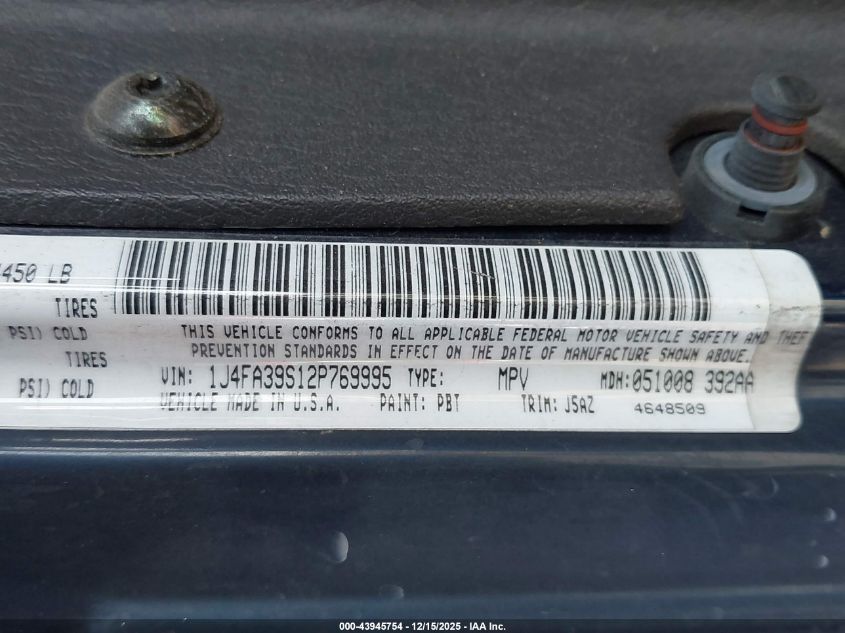 4450 LB
TIRES
PSI) COLD
THIS VEHICLE CONFORMS TO ALL APPLICABLE FEDERAL MOTOR VEHICLE SAFETY AND THEFT
TIRES
PREVENTION STANDARDS IN EFFECT ON THE DATE OF MANUFACTURE SHOWN ABOVE.
PSI) COLD
VIN: 1J4FA39S12P769995 TYPE: MPV MDH:051008 392AA
VEHICLE MADE IN U.S.A. PAINT: PBT TRIM: J5AZ 4648509
000-43945754 - 12/15/2025 - IAA Inc.